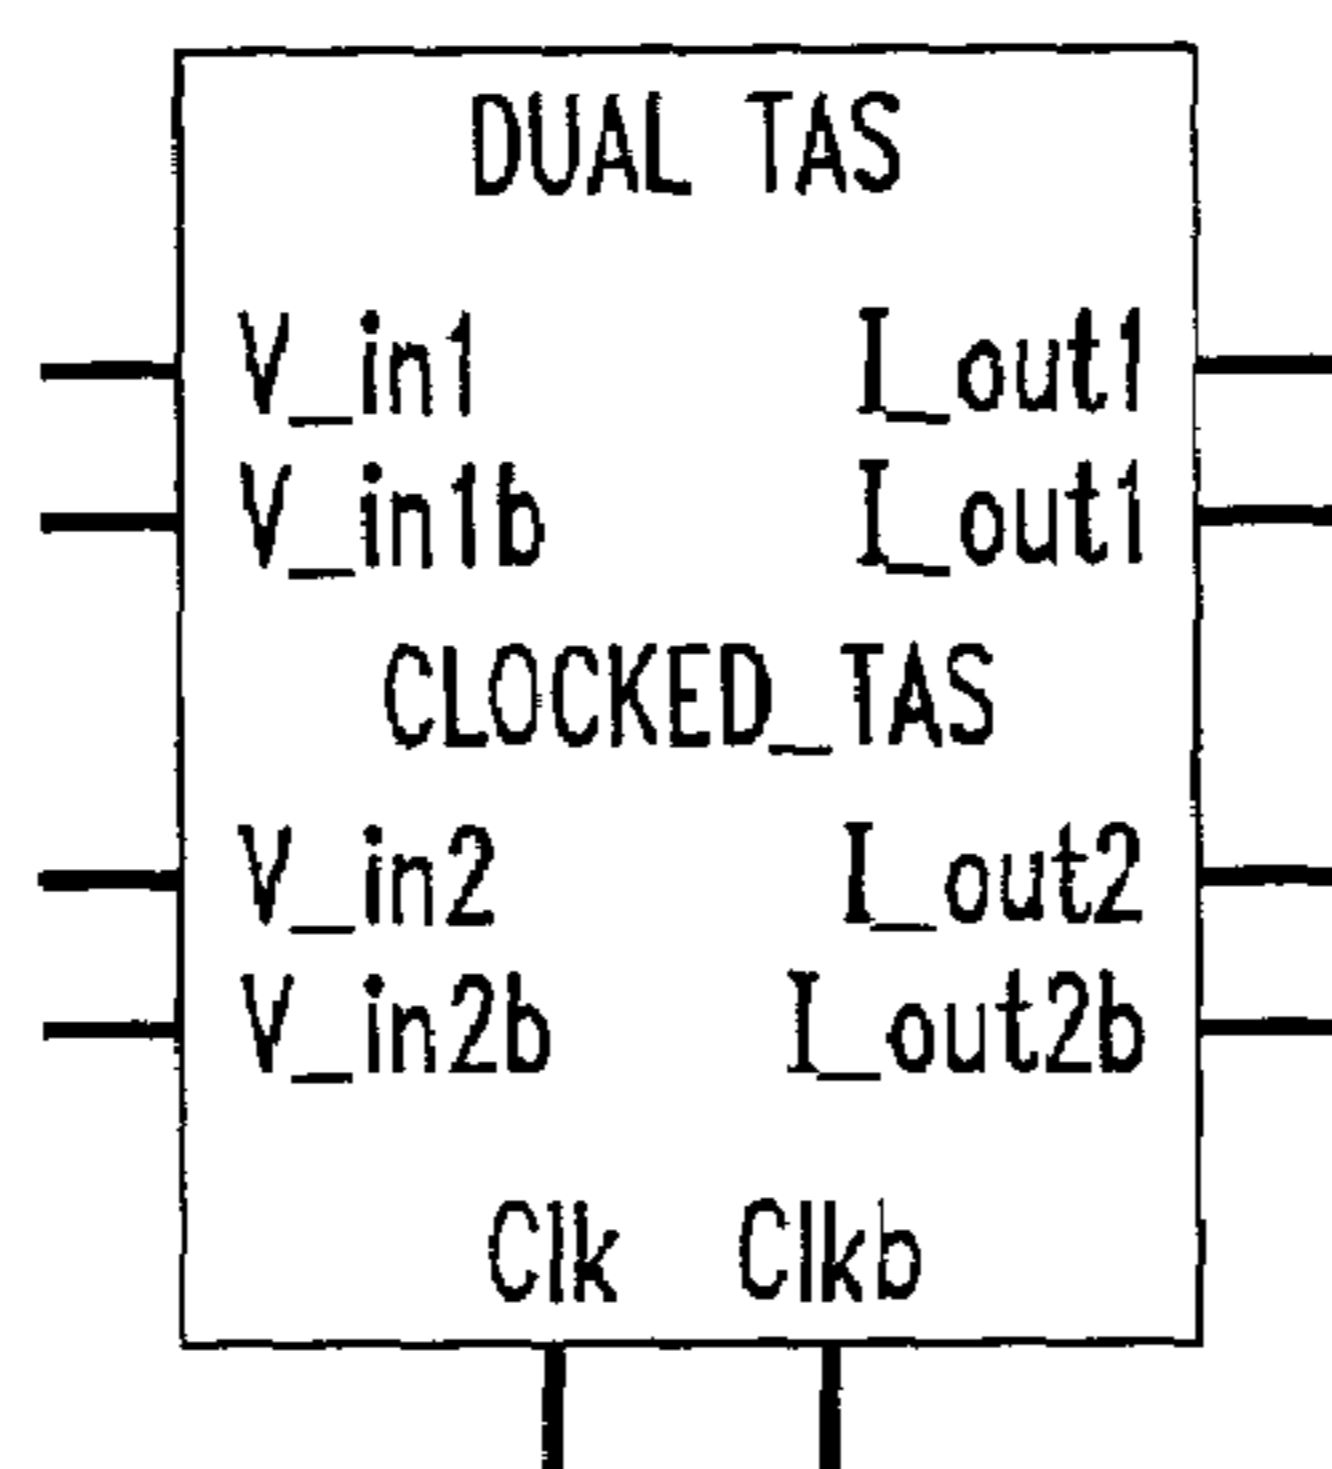 DUAL TAS
V_in1 I_out1
V_in1b I_out1
CLOCKED_TAS
V_in2 I_out2
V_in2b I_out2b
Clk Clkb